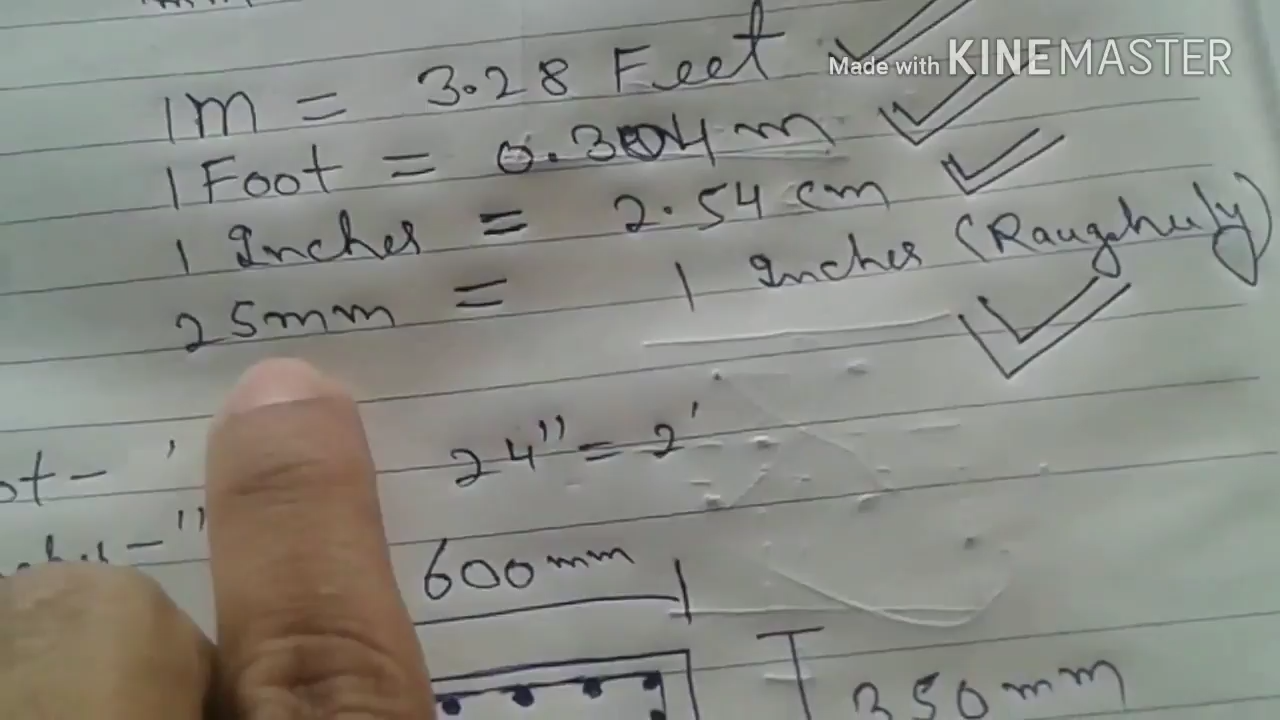 Made with KINEMASTER
1m = 3.28 Feet
1 Foot = 0.304 m
1 Inches = 2.54 cm
25mm = 1 Inches (Raughuly)
ot - ' 24" = 2'
- "
600mm
350mm